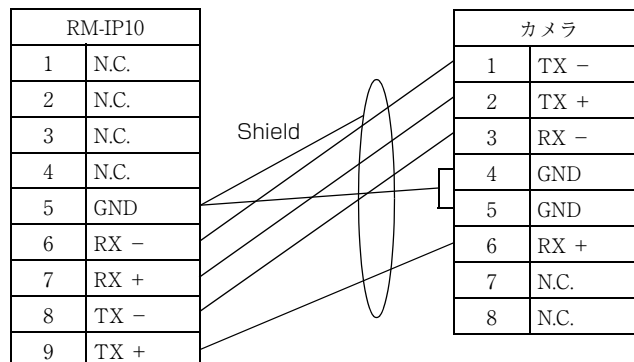 RM-IP10
1 N.C.
2 N.C.
3 N.C.
4 N.C.
5 GND
6 RX −
7 RX +
8 TX −
9 TX +
Shield
カメラ
1 TX −
2 TX +
3 RX −
4 GND
5 GND
6 RX +
7 N.C.
8 N.C.